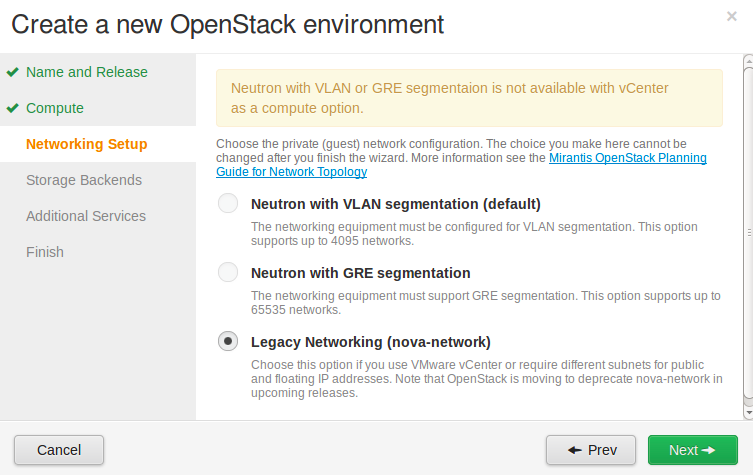 Create a new OpenStack environment
×
Name and Release
Compute
Networking Setup
Storage Backends
Additional Services
Finish
Neutron with VLAN or GRE segmentaion is not available with vCenter
as a compute option.
Choose the private (guest) network configuration. The choice you make here cannot be
changed after you finish the wizard. More information see the Mirantis OpenStack Planning
Guide for Network Topology
Neutron with VLAN segmentation (default)
The networking equipment must be configured for VLAN segmentation. This option
supports up to 4095 networks.
Neutron with GRE segmentation
The networking equipment must support GRE segmentation. This option supports up to
65535 networks.
Legacy Networking (nova-network)
Choose this option if you use VMware vCenter or require different subnets for public
and floating IP addresses. Note that OpenStack is moving to deprecate nova-network in
upcoming releases.
Cancel
Prev
Next